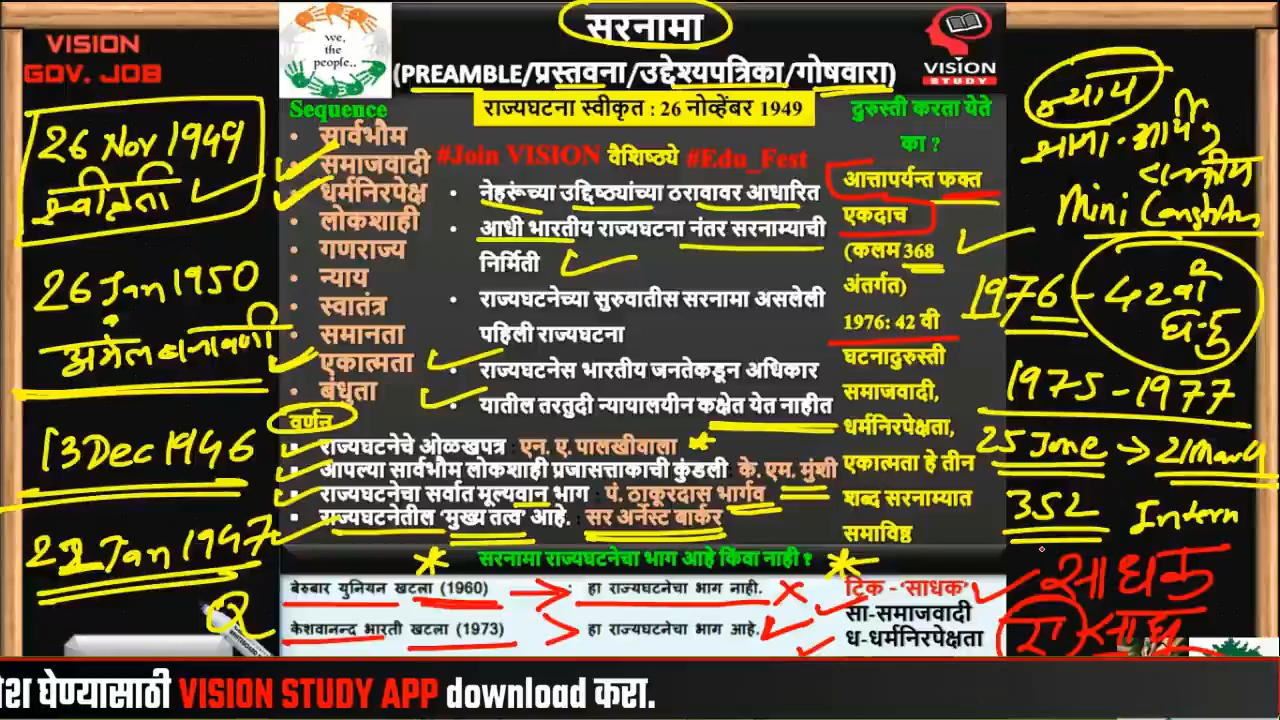 VISION
GOV. JOB
we,
the
people..
सरनामा
(PREAMBLE/प्रस्तवना/उद्देश्यपत्रिका/गोषवारा)
VISION
STUDY
Sequence
• सार्वभौम
• समाजवादी
• धर्मनिरपेक्ष
• लोकशाही
• गणराज्य
• न्याय
• स्वातंत्र
• समानता
• एकात्मता
• बंधुता
राज्यघटना स्वीकृत : 26 नोव्हेंबर 1949
#Join VISION वैशिष्ठ्ये #Edu_Fest
• नेहरूंच्या उद्दिष्ठ्यांच्या ठरावावर आधारित
• आधी भारतीय राज्यघटना नंतर सरनाम्याची
निर्मिती
• राज्यघटनेच्या सुरुवातीस सरनामा असलेली
पहिली राज्यघटना
• राज्यघटनेस भारतीय जनतेकडून अधिकार
• यातील तरतुदी न्यायालयीन कक्षेत येत नाहीत
दुरुस्ती करता येते
का ?
आत्तापर्यन्त फक्त
एकदाच
(कलम 368
अंतर्गत)
1976: 42 वी
घटनादुरुस्ती
समाजवादी,
धर्मनिरपेक्षता,
एकात्मता हे तीन
शब्द सरनाम्यात
समाविष्ठ
वर्णन
▪ राज्यघटनेचे ओळखपत्र : एन. ए. पालखीवाला
▪ आपल्या सार्वभौम लोकशाही प्रजासत्ताकाची कुंडली : के. एम. मुंशी
▪ राज्यघटनेचा सर्वात मूल्यवान भाग : पं. ठाकूरदास भार्गव
▪ राज्यघटनेतील ‘मुख्य तत्व’ आहे. : सर अर्नेस्ट बार्कर
सरनामा राज्यघटनेचा भाग आहे किंवा नाही ?
बेरुबार युनियन खटला (1960) : हा राज्यघटनेचा भाग नाही.
केशवानन्द भारती खटला (1973) : हा राज्यघटनेचा भाग आहे.
टिक - ‘साधक’
सा-समाजवादी
ध-धर्मनिरपेक्षता
26 Nov 1949
स्वीकृती
26 Jan 1950
13 Dec 1946
22 Jan 1947
न्याय
1976 - 42वी
1975 - 1977
25 June → 21 March
352 Intern
साधक
घेण्यासाठी VISION STUDY APP download करा.